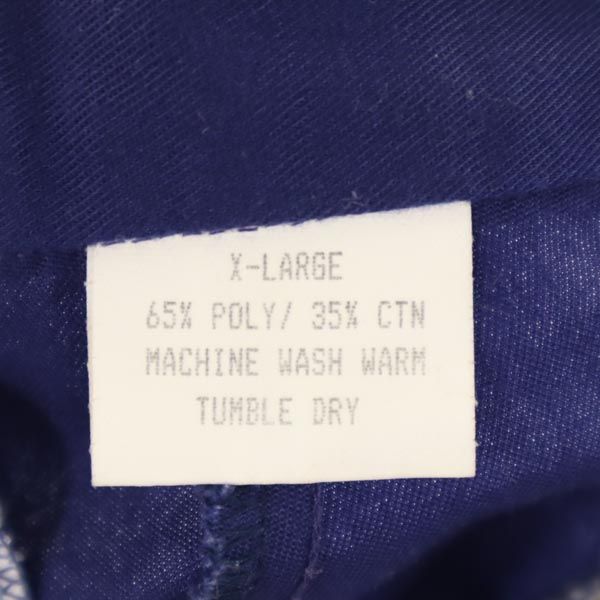 X-LARGE
65% POLY/ 35% CTN
MACHINE WASH WARM
TUMBLE DRY